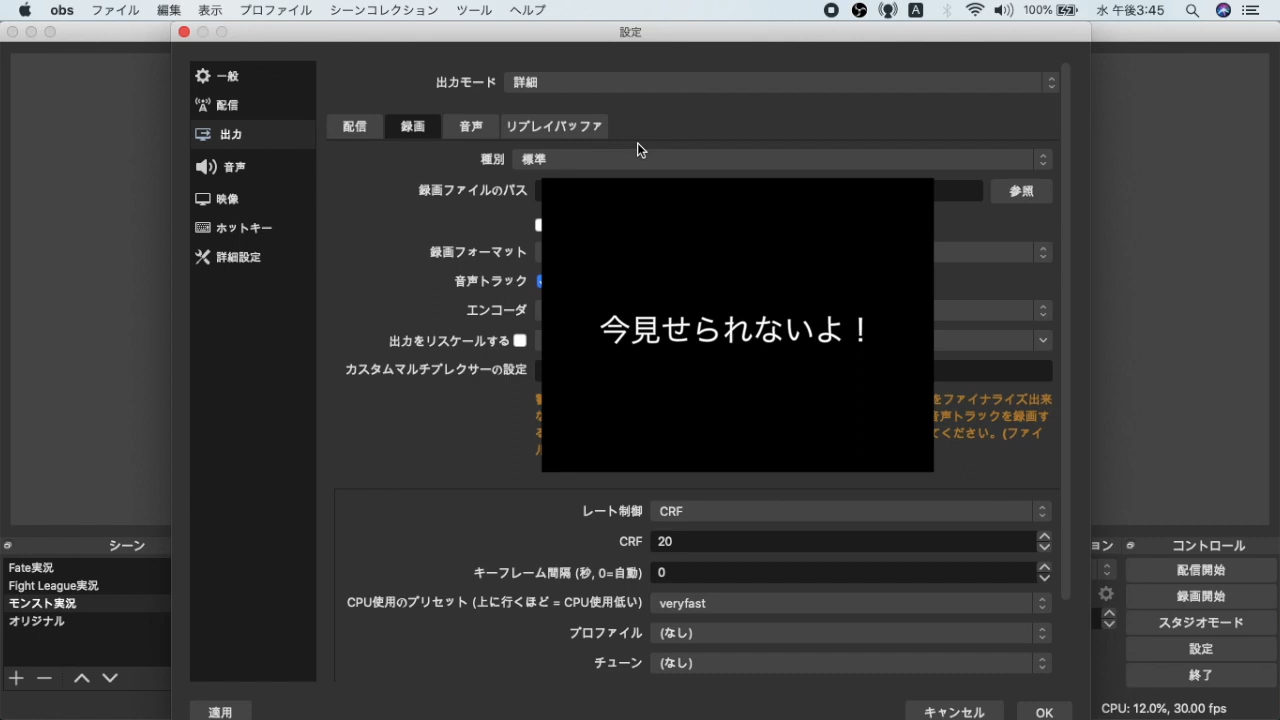 obs ファイル 編集 表示 プロファイル シーンコレクション ツール ヘルプ A 100% 水 午後3:45
設定
一般
配信
出力
音声
映像
ホットキー
詳細設定
出力モード 詳細
配信 録画 音声 リプレイバッファ
種別 標準
録画ファイルのパス 参照
録画フォーマット
音声トラック
エンコーダ
出力をリスケールする
カスタムマルチプレクサーの設定
今見せられないよ！
をファイナライズ出来
音声トラックを録画す
てください。(ファイ
レート制御 CRF
CRF 20
キーフレーム間隔 (秒, 0=自動) 0
CPU使用のプリセット (上に行くほど = CPU使用低い) veryfast
プロファイル (なし)
チューン (なし)
適用 キャンセル OK
シーン
Fate実況
Fight League実況
モンスト実況
オリジナル
ョン コントロール
配信開始
録画開始
スタジオモード
設定
終了
CPU: 12.0%, 30.00 fps